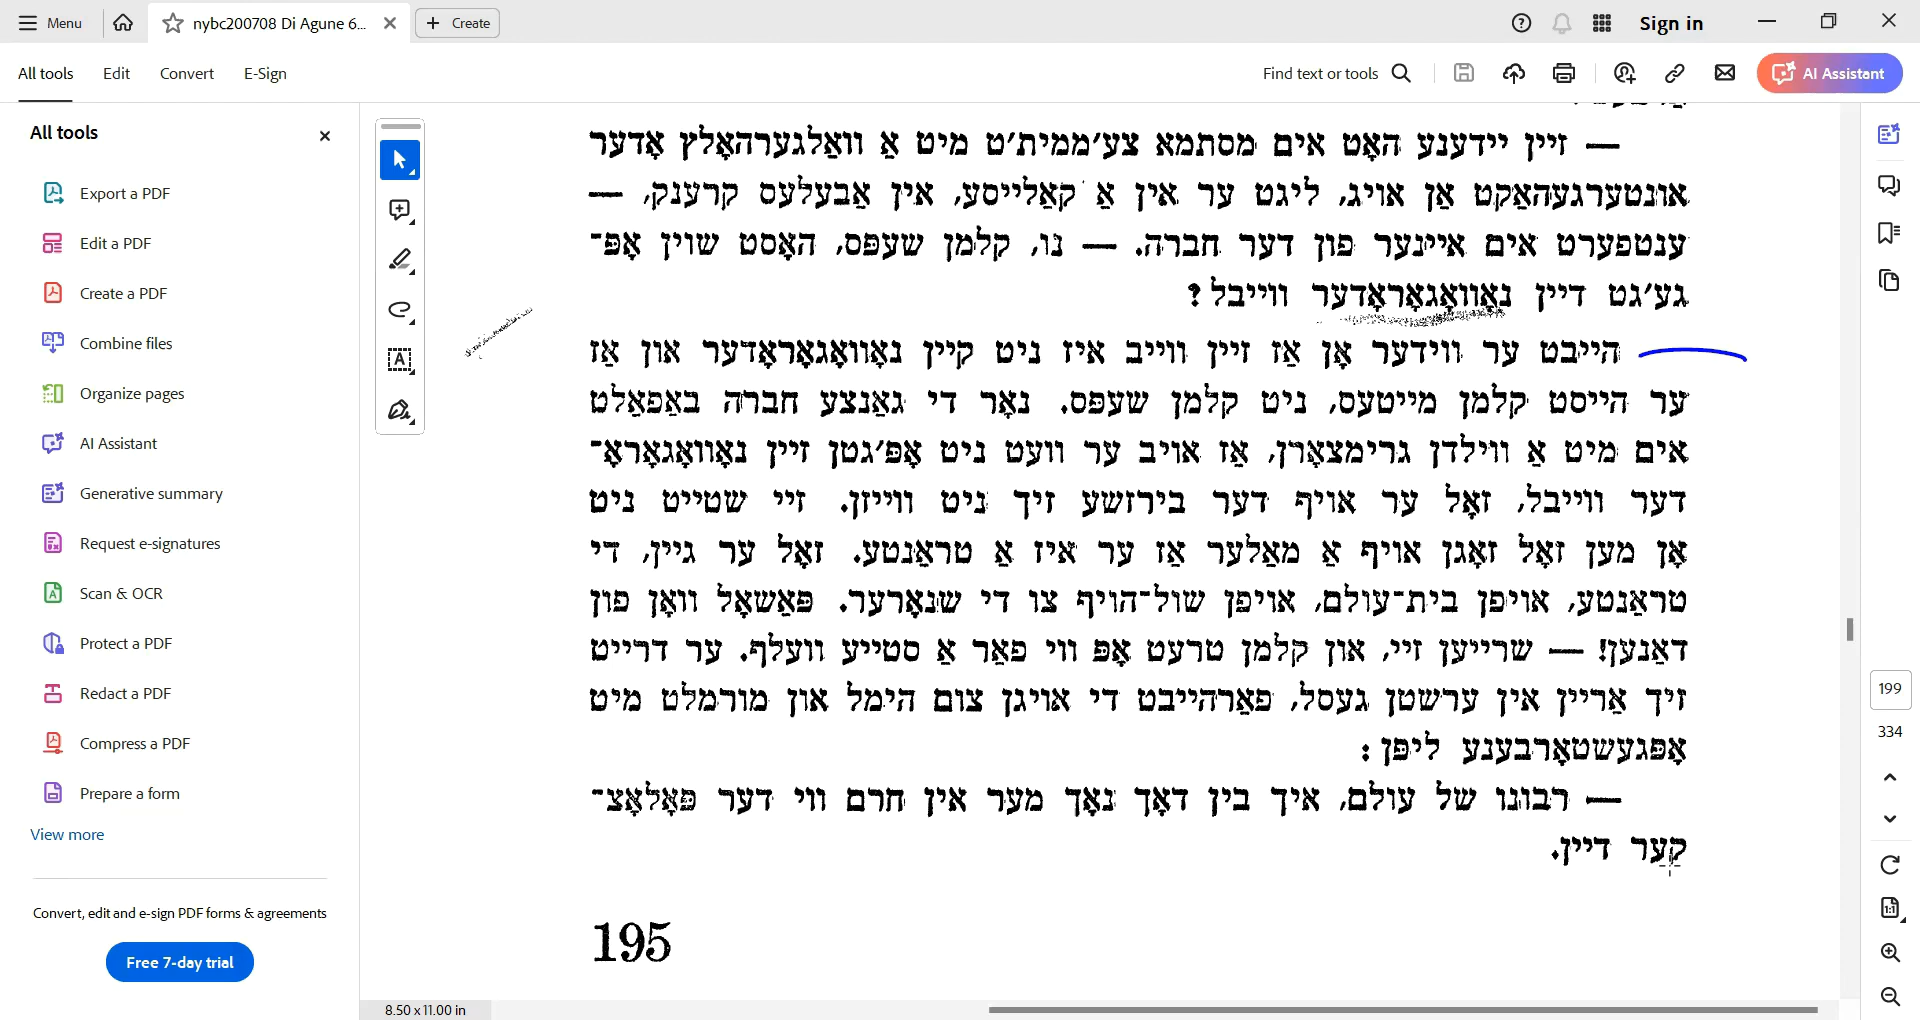 Menu
nybc200708 Di Agune 6...
Create
Sign in
All tools
Edit
Convert
E-Sign
Find text or tools
AI Assistant
All tools
Export a PDF
Edit a PDF
Create a PDF
Combine files
Organize pages
AI Assistant
Generative summary
Request e-signatures
Scan & OCR
Protect a PDF
Redact a PDF
Compress a PDF
Prepare a form
View more
Convert, edit and e-sign PDF forms & agreements
Free 7-day trial
— זיין יידענע האָט אים מסתמא צע׳ממית׳ט מיט אַ וואַלגערהאָלץ אָדער
אונטערגעהאַקט אַן אויג, ליגט ער אין אַ קאַלייסע, אין אַבעלעס קרענק, —
ענטפערט אים איינער פון דער חברה. — נו, קלמן שעפּס, האָסט שוין אָפּ־
גע׳גט דיין נאָוואָגאָראָדער ווייבל?
הייבט ער ווידער אָן אַז זיין ווייב איז ניט קיין נאָוואָגאָראָדער און אַז
ער הייסט קלמן מייטעס, ניט קלמן שעפּס. נאָר די גאַנצע חברה באַפאַלט
אים מיט אַ ווילדן גרימצאָרן, אַז אויב ער וועט ניט אָפּ׳גטן זיין נאָוואָגאָראָ־
דער ווייבל, זאָל ער אויף דער בירזשע זיך ניט ווייזן. זיי שטייט ניט
אָן מען זאָל זאָגן אויף אַ מאַלער אַז ער איז אַ טראַנטע. זאָל ער גיין, די
טראַנטע, אויפן בית־עולם, אויפן שול־הויף צו די שנאָרער. פּאַשאָל וואָן פון
דאַנען! — שרייען זיי, און קלמן טרעט אָפּ ווי פאַר אַ סטייע וועלף. ער דרייט
זיך אַריין אין ערשטן געסל, פאַרהייבט די אויגן צום הימל און מורמלט מיט
אָפּגעשטאָרבענע ליפּן:
— רבונו של עולם, איך בין דאָך נאָך מער אין חרם ווי דער פּאָלאָצ־
קער דיין.
195
199
334
8.50 x 11.00 in